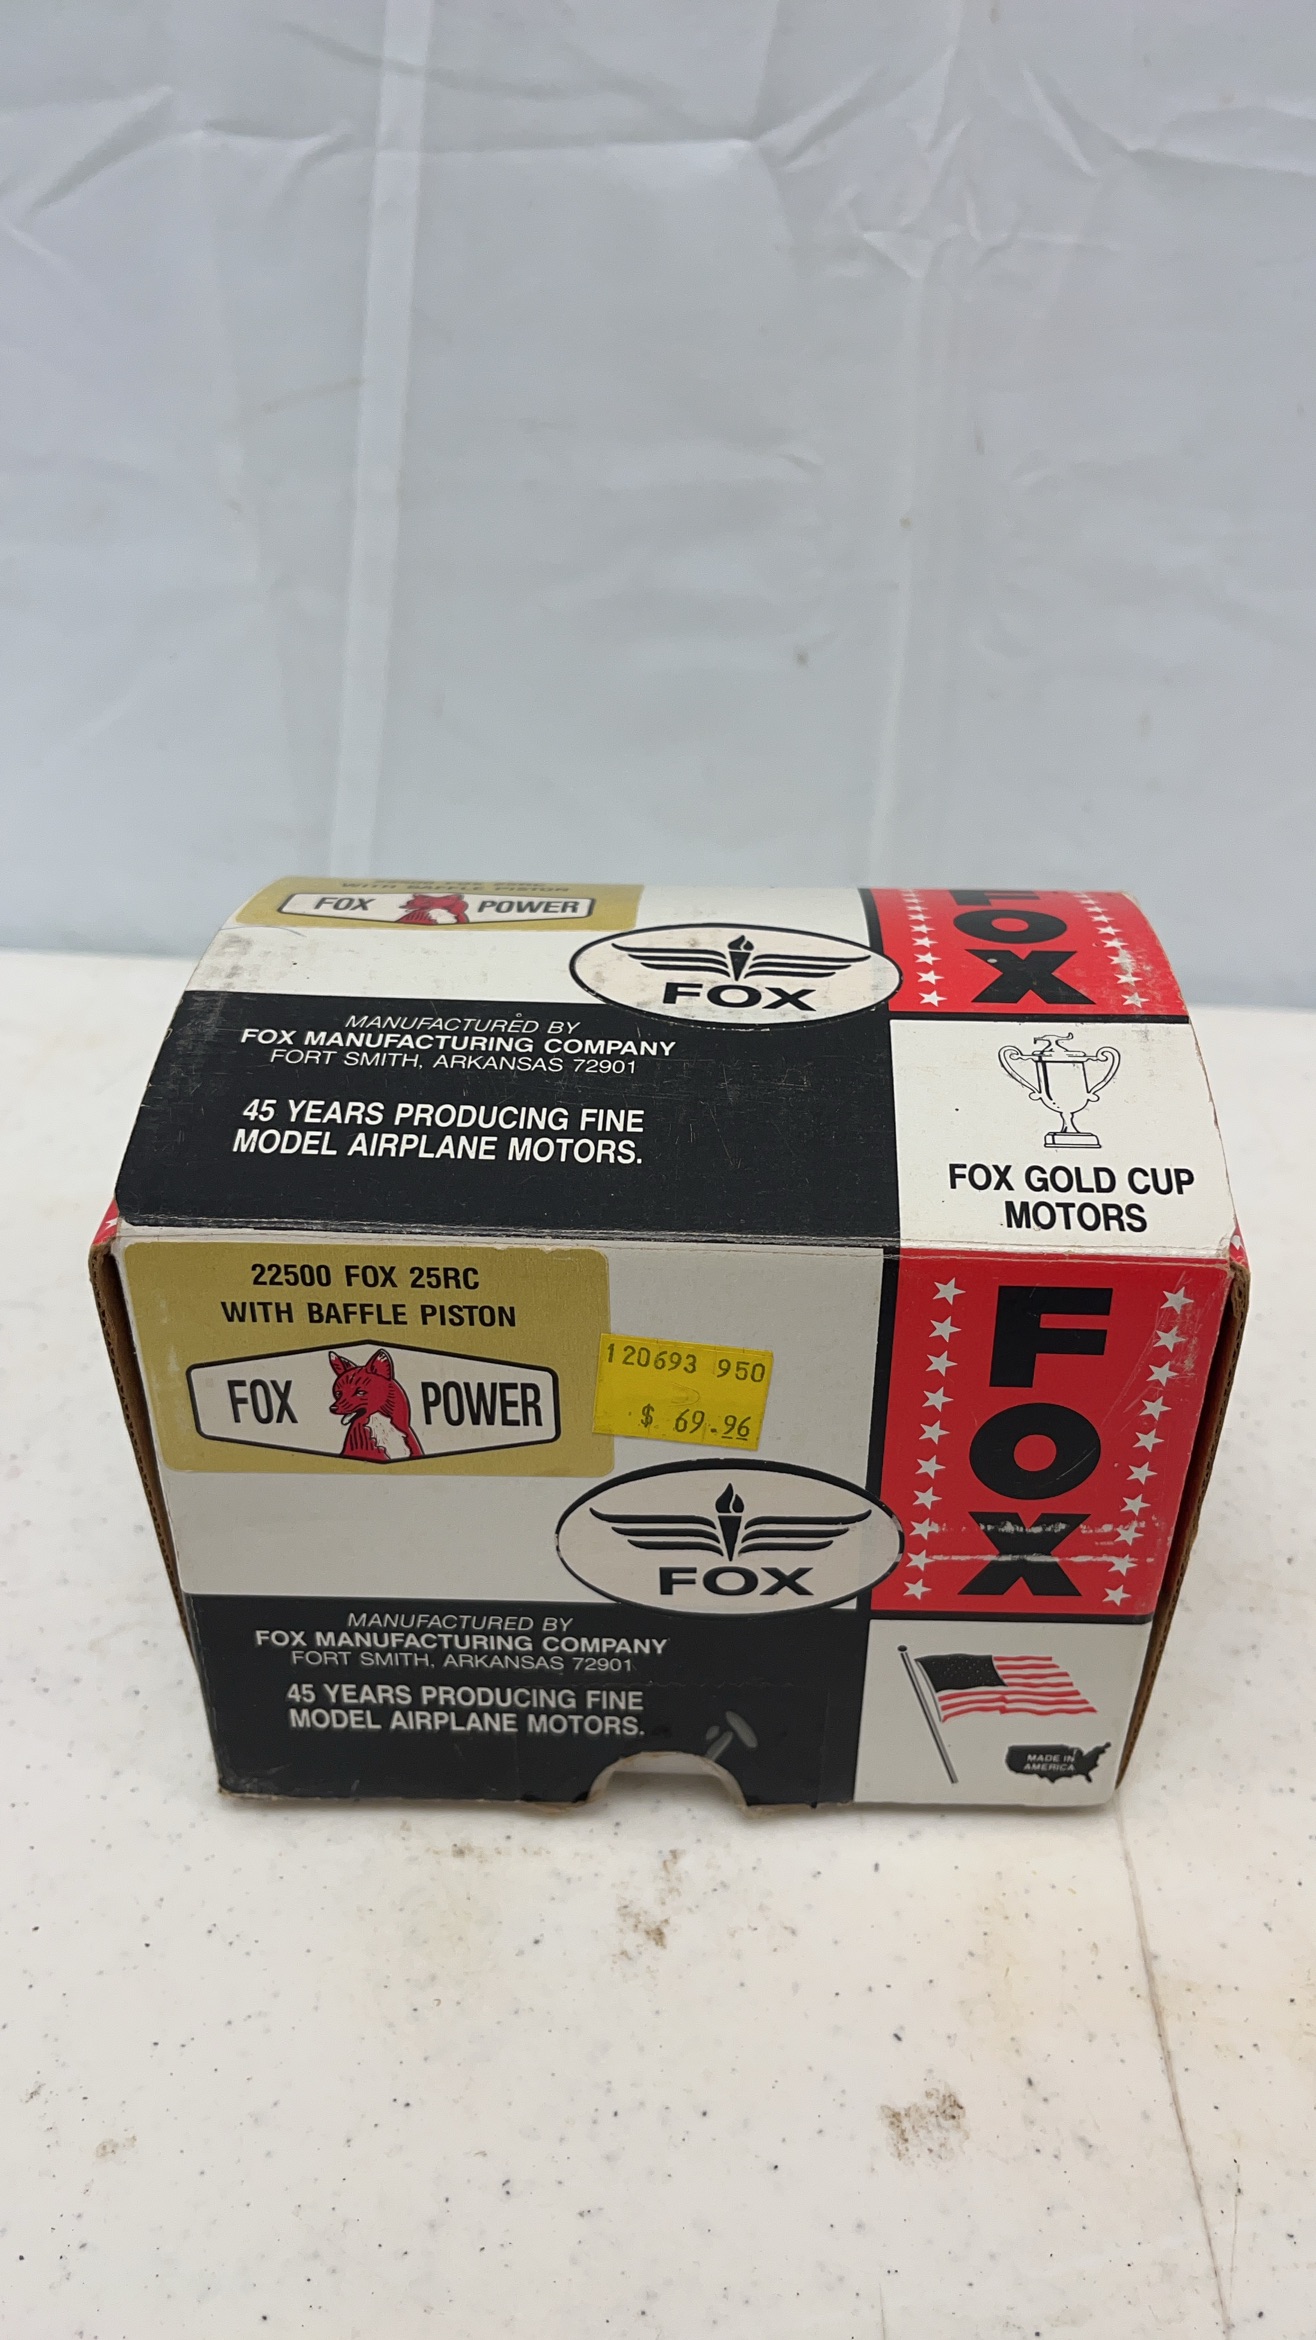 WITH BAFFLE PISTON
FOX POWER
FOX
FOX
MANUFACTURED BY
FOX MANUFACTURING COMPANY
FORT SMITH, ARKANSAS 72901
45 YEARS PRODUCING FINE
MODEL AIRPLANE MOTORS.
FOX GOLD CUP
MOTORS
22500 FOX 25RC
WITH BAFFLE PISTON
FOX POWER
120693 950
$ 69.96
FOX
FOX
MANUFACTURED BY
FOX MANUFACTURING COMPANY
FORT SMITH, ARKANSAS 72901
45 YEARS PRODUCING FINE
MODEL AIRPLANE MOTORS.
MADE IN
AMERICA